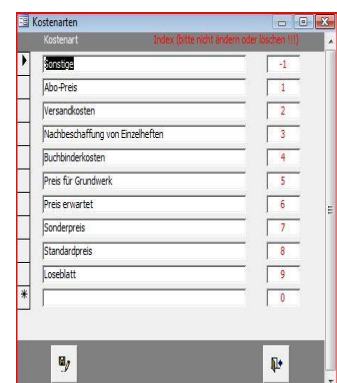 Kostenarten
Kostenart Index (bitte nicht ändern oder löschen !!!)
Sonstige -1
Abo-Preis 1
Versandkosten 2
Nachbeschaffung von Einzelheften 3
Buchbinderkosten 4
Preis für Grundwerk 5
Preis erwartet 6
Sonderpreis 7
Standardpreis 8
Loseblatt 9
* 0